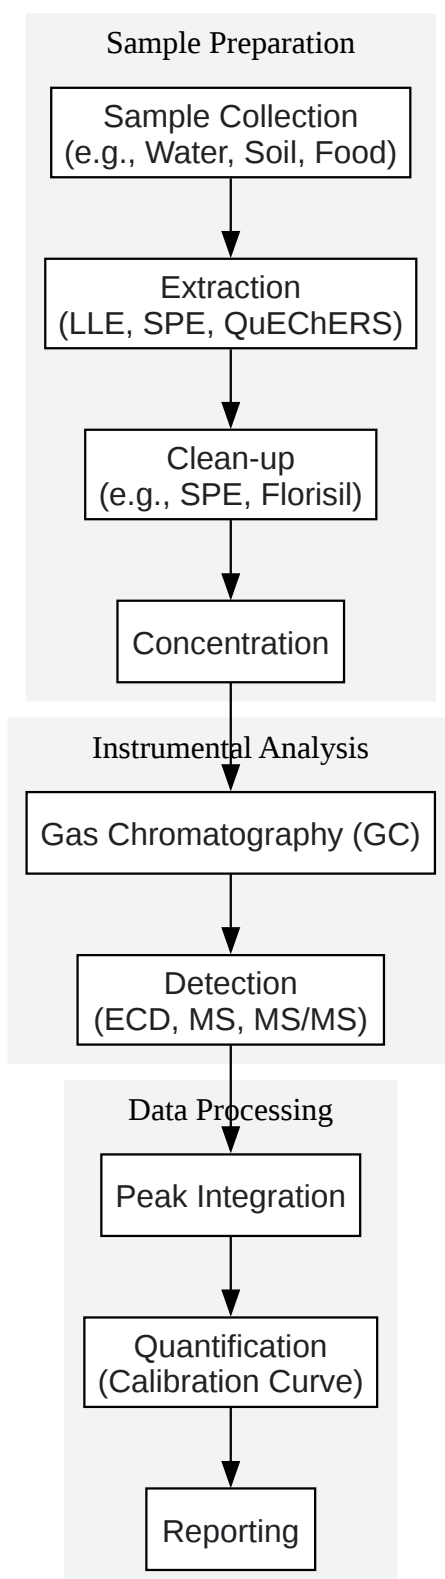 Sample Preparation
Sample Collection
(e.g., Water, Soil, Food)
Extraction
(LLE, SPE, QuEChERS)
Clean-up
(e.g., SPE, Florisil)
Concentration
Instrumental Analysis
Gas Chromatography (GC)
Detection
(ECD, MS, MS/MS)
Data Processing
Peak Integration
Quantification
(Calibration Curve)
Reporting